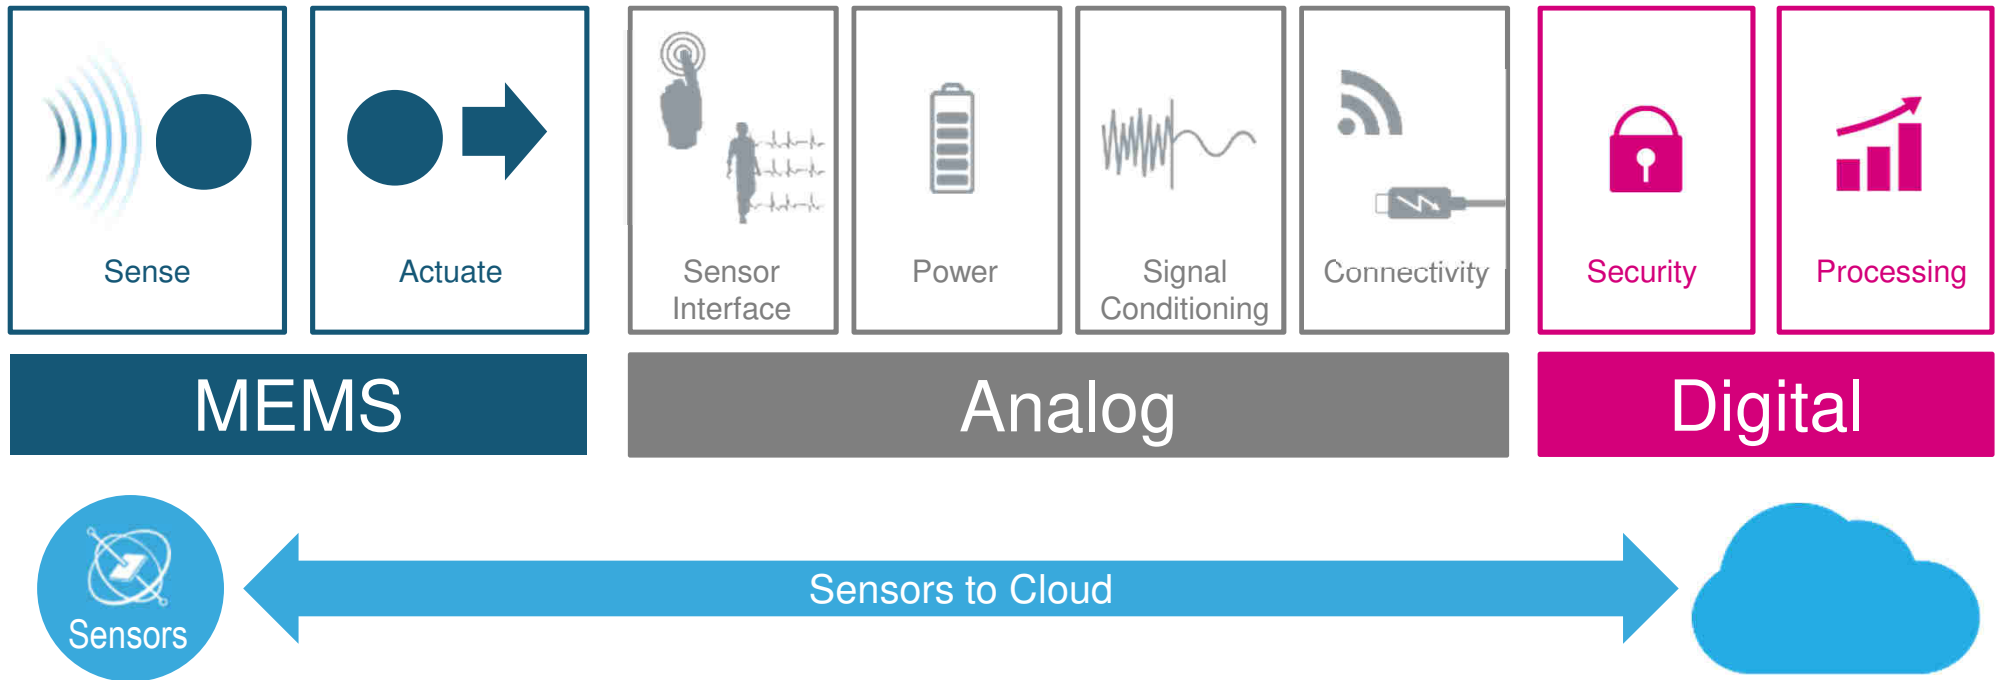 Sense
Actuate
Sensor
Interface
Power
Signal
Conditioning
Connectivity
Security
Processing
MEMS
Analog
Digital
Sensors to Cloud
Sensors